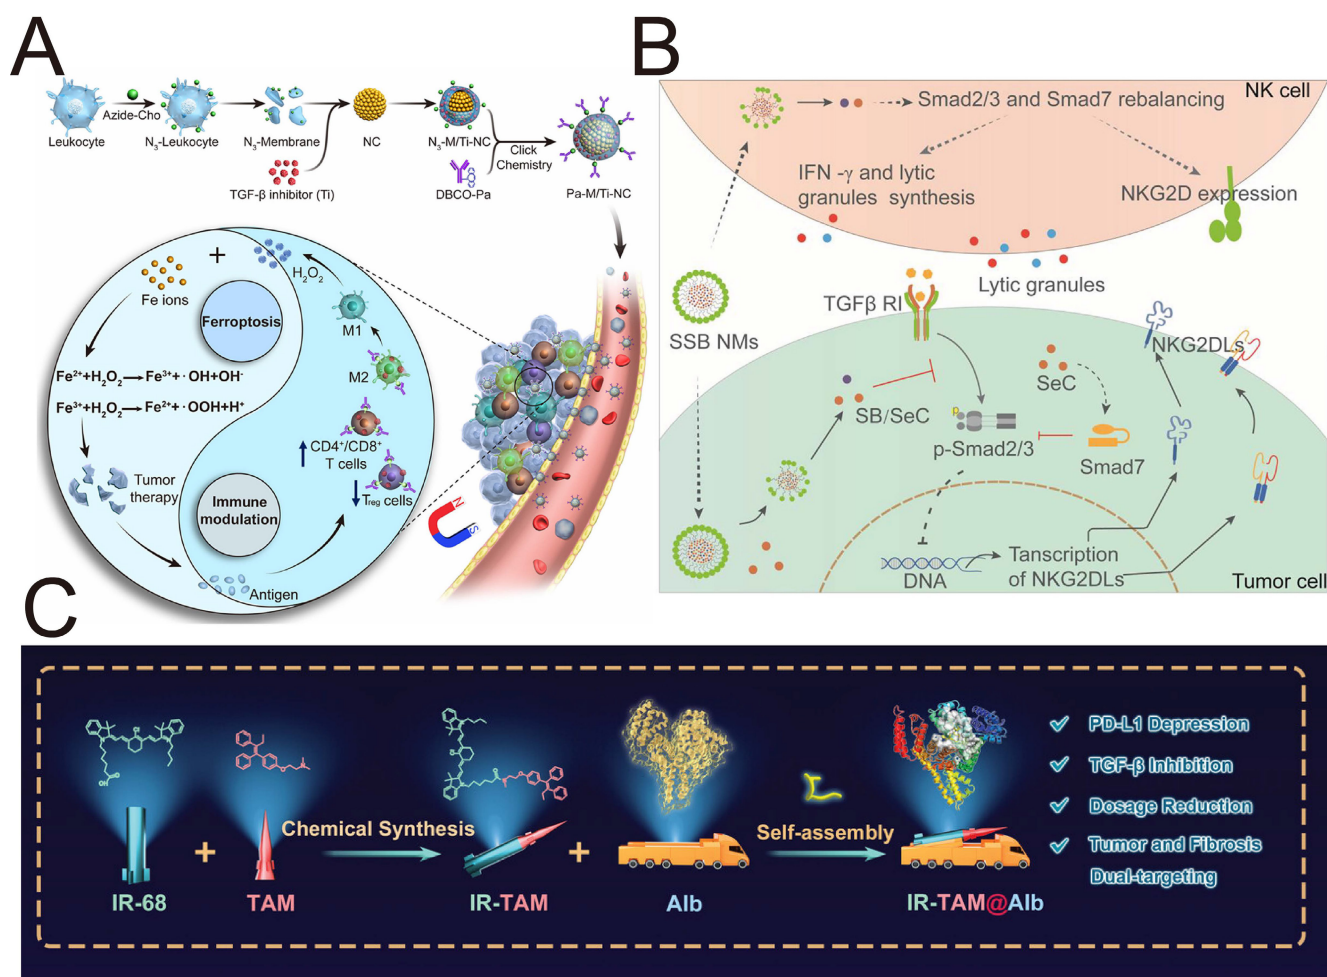 A
Azide-Cho
Leukocyte
N₃-Leukocyte
N₃-Membrane
NC
N₃-M/Ti-NC
Click
Chemistry
Pa-M/Ti-NC
TGF-β inhibitor (Ti)
DBCO-Pa
+
H₂O₂
Fe ions
Ferroptosis
M1
M2
Fe²⁺+H₂O₂→Fe³⁺+·OH+OH⁻
Fe³⁺+H₂O₂→Fe²⁺+·OOH+H⁺
CD4⁺/CD8⁺
T cells
Treg cells
Tumor
therapy
Immune
modulation
Antigen
N
S
B
NK cell
Smad2/3 and Smad7 rebalancing
IFN -γ and lytic
granules synthesis
NKG2D expression
Lytic granules
TGFβ RI
SSB NMs
NKG2DLs
SeC
SB/SeC
p
p-Smad2/3
Smad7
DNA
Tanscription
of NKG2DLs
Tumor cell
C
Chemical Synthesis
Self-assembly
+
+
IR-68
TAM
IR-TAM
Alb
IR-TAM@Alb
✓ PD-L1 Depression
✓ TGF-β Inhibition
✓ Dosage Reduction
✓ Tumor and Fibrosis
Dual-targeting